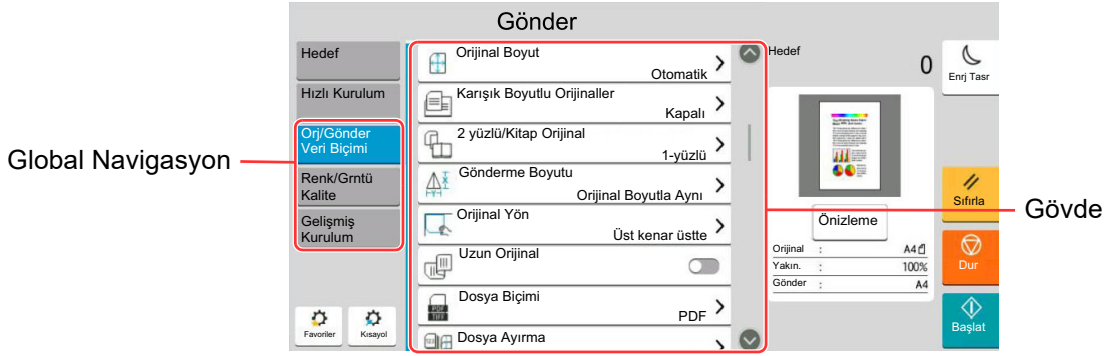 Gönder
Hedef
Hızlı Kurulum
Orj/Gönder
Veri Biçimi
Renk/Grntü
Kalite
Gelişmiş
Kurulum
Favoriler
Kısayol
Global Navigasyon
Orijinal Boyut
Otomatik
Karışık Boyutlu Orijinaller
Kapalı
2 yüzlü/Kitap Orijinal
1-yüzlü
Gönderme Boyutu
Orijinal Boyutla Aynı
Orijinal Yön
Üst kenar üstte
Uzun Orijinal
Dosya Biçimi
PDF
TIFF
PDF
Dosya Ayırma
123
Hedef
0
Önizleme
Orijinal : A4
Yakın. : 100%
Gönder : A4
Enrj Tasr
Sıfırla
Dur
Başlat
Gövde